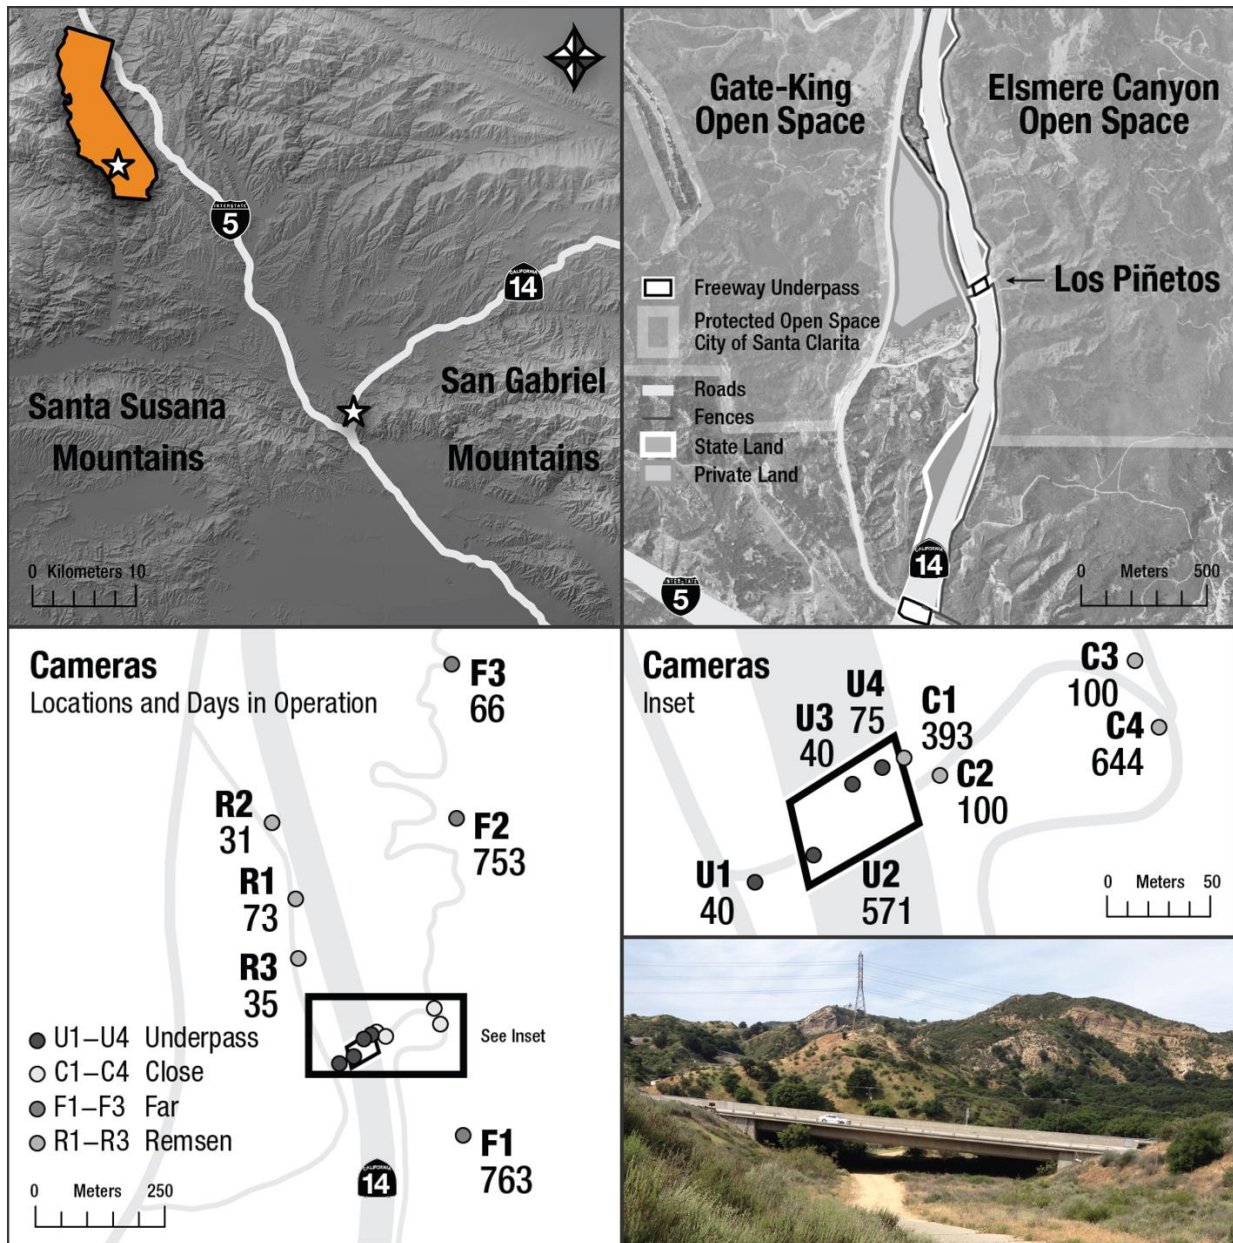 INTERSTATE
5
CALIFORNIA
14
Santa Susana
Mountains
San Gabriel
Mountains
0 Kilometers 10
Gate-King
Open Space
Elsmere Canyon
Open Space
Los Piñetos
Freeway Underpass
Protected Open Space
City of Santa Clarita
Roads
Fences
State Land
Private Land
CALIFORNIA
14
INTERSTATE
5
0 Meters 500
Cameras
Locations and Days in Operation
F3
66
R2
31
F2
753
R1
73
R3
35
See Inset
U1–U4 Underpass
C1–C4 Close
F1–F3 Far
R1–R3 Remsen
F1
763
CALIFORNIA
14
0 Meters 250
Cameras
Inset
C3
100
U4
75
U3
40
C1
393
C4
644
C2
100
U1
40
U2
571
0 Meters 50